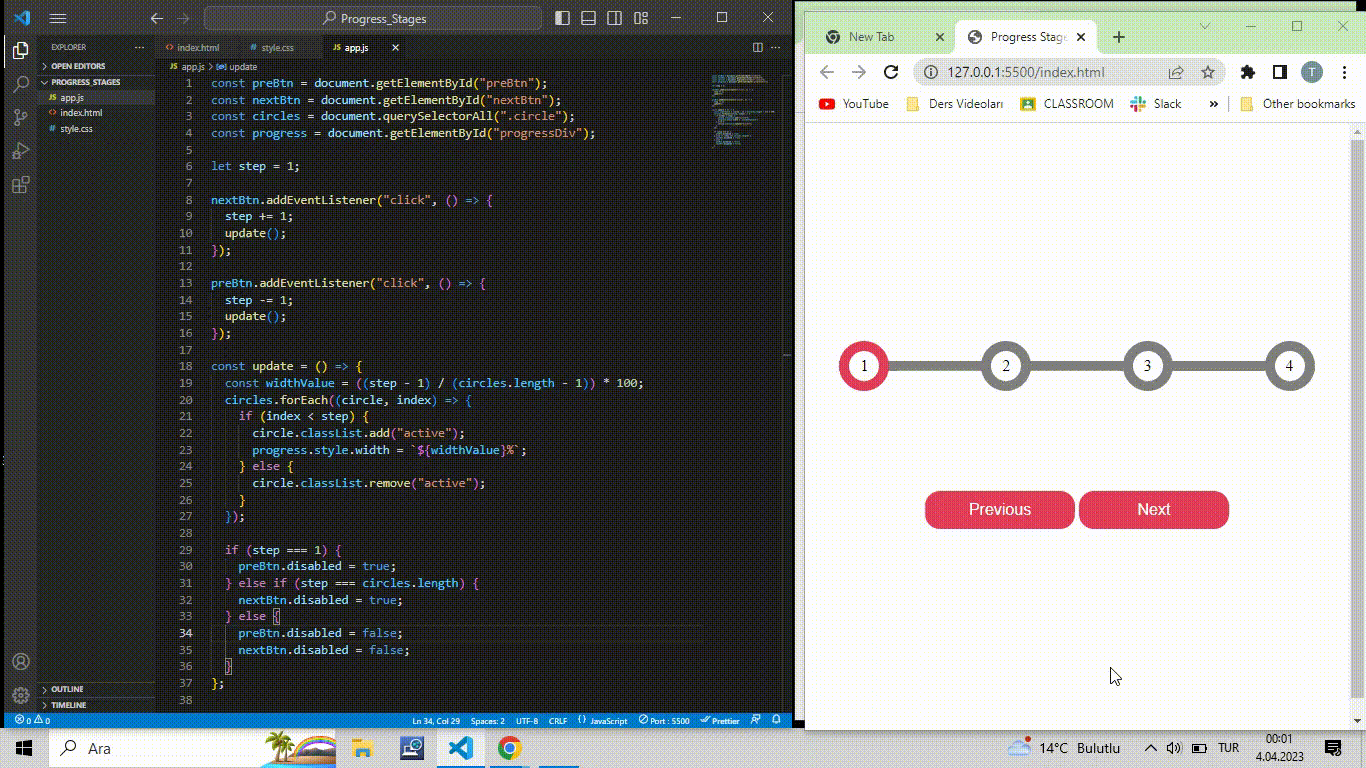 Progress_Stages
EXPLORER
OPEN EDITORS
PROGRESS_STAGES
app.js
index.html
style.css
OUTLINE
TIMELINE
index.html
style.css
app.js
app.js > update
1 const preBtn = document.getElementById("preBtn");
2 const nextBtn = document.getElementById("nextBtn");
3 const circles = document.querySelectorAll(".circle");
4 const progress = document.getElementById("progressDiv");
5
6 let step = 1;
7
8 nextBtn.addEventListener("click", () => {
9 step += 1;
10 update();
11 });
12
13 preBtn.addEventListener("click", () => {
14 step -= 1;
15 update();
16 });
17
18 const update = () => {
19 const widthValue = ((step - 1) / (circles.length - 1)) * 100;
20 circles.forEach((circle, index) => {
21 if (index < step) {
22 circle.classList.add("active");
23 progress.style.width = `${widthValue}%`;
24 } else {
25 circle.classList.remove("active");
26 }
27 });
28
29 if (step === 1) {
30 preBtn.disabled = true;
31 } else if (step === circles.length) {
32 nextBtn.disabled = true;
33 } else {
34 preBtn.disabled = false;
35 nextBtn.disabled = false;
36 }
37 };
38
0 0 Ln 34, Col 29 Spaces: 2 UTF-8 CRLF {} JavaScript Port : 5500 Prettier
New Tab
Progress Stage
127.0.0.1:5500/index.html
T
YouTube Ders Videoları CLASSROOM Slack » Other bookmarks
1 2 3 4
Previous Next
Ara
14°C Bulutlu
TUR
00:01
4.04.2023